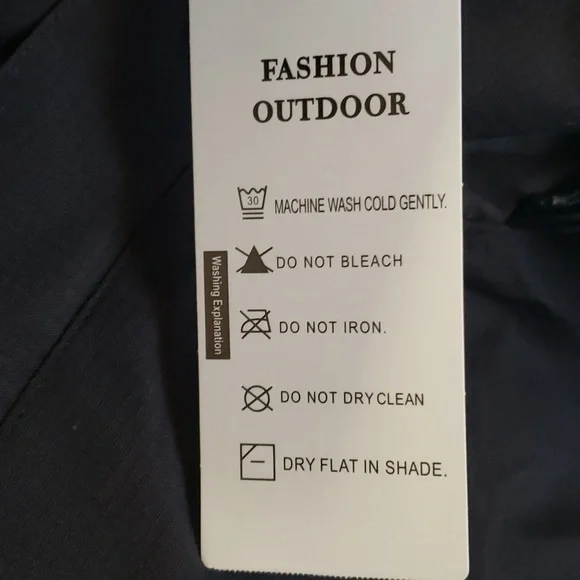 FASHION
OUTDOOR
30
MACHINE WASH COLD GENTLY.
Washing Explanation
DO NOT BLEACH
DO NOT IRON.
DO NOT DRY CLEAN
DRY FLAT IN SHADE.